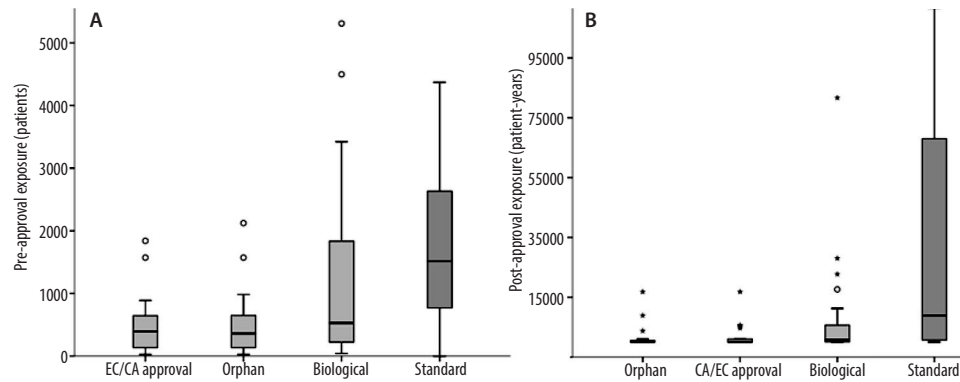 A
Pre-approval exposure (patients)
5000
4000
3000
2000
1000
0
EC/CA approval Orphan Biological Standard
B
Post-approval exposure (patient-years)
95000
75000
55000
35000
15000
Orphan CA/EC approval Biological Standard